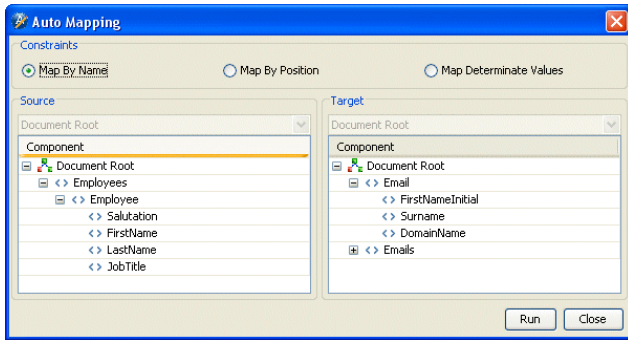 Auto Mapping
Constraints
Map By Name Map By Position Map Determinate Values
Source Target
Document Root Document Root
Component Component
Document Root Document Root
Employees Email
Employee FirstNameInitial
Salutation Surname
FirstName DomainName
LastName Emails
JobTitle
Run Close